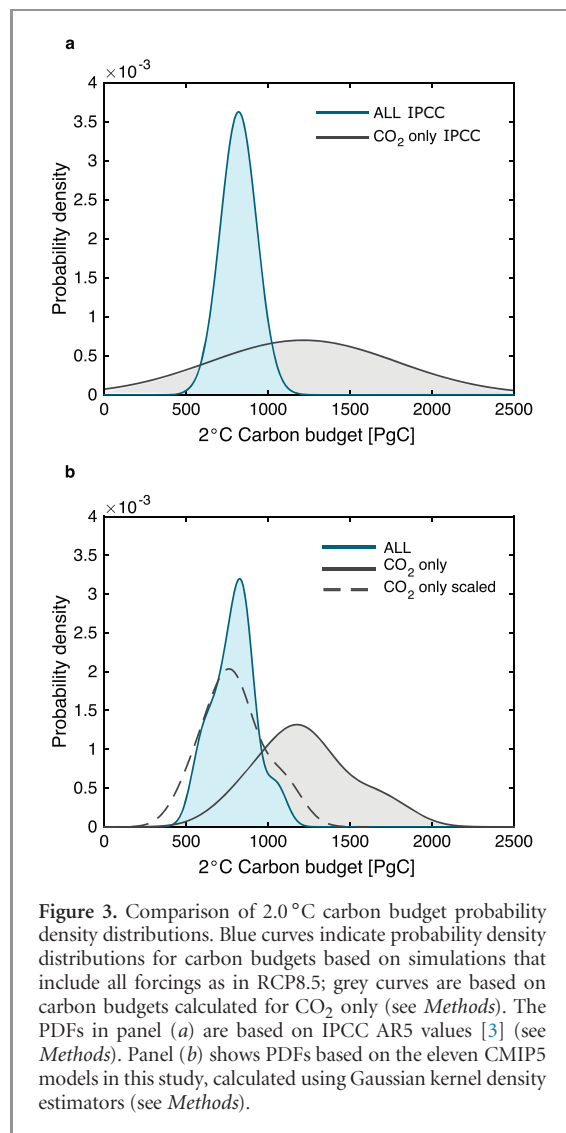 a
×10-3
4
3.5
3
2.5
2
1.5
1
0.5
0
Probability density
ALL IPCC
CO2 only IPCC
0 500 1000 1500 2000 2500
2°C Carbon budget [PgC]
b
×10-3
4
3.5
3
2.5
2
1.5
1
0.5
0
Probability density
ALL
CO2 only
CO2 only scaled
0 500 1000 1500 2000 2500
2°C Carbon budget [PgC]
Figure 3. Comparison of 2.0 °C carbon budget probability
density distributions. Blue curves indicate probability density
distributions for carbon budgets based on simulations that
include all forcings as in RCP8.5; grey curves are based on
carbon budgets calculated for CO2 only (see Methods). The
PDFs in panel (a) are based on IPCC AR5 values [3] (see
Methods). Panel (b) shows PDFs based on the eleven CMIP5
models in this study, calculated using Gaussian kernel density
estimators (see Methods).